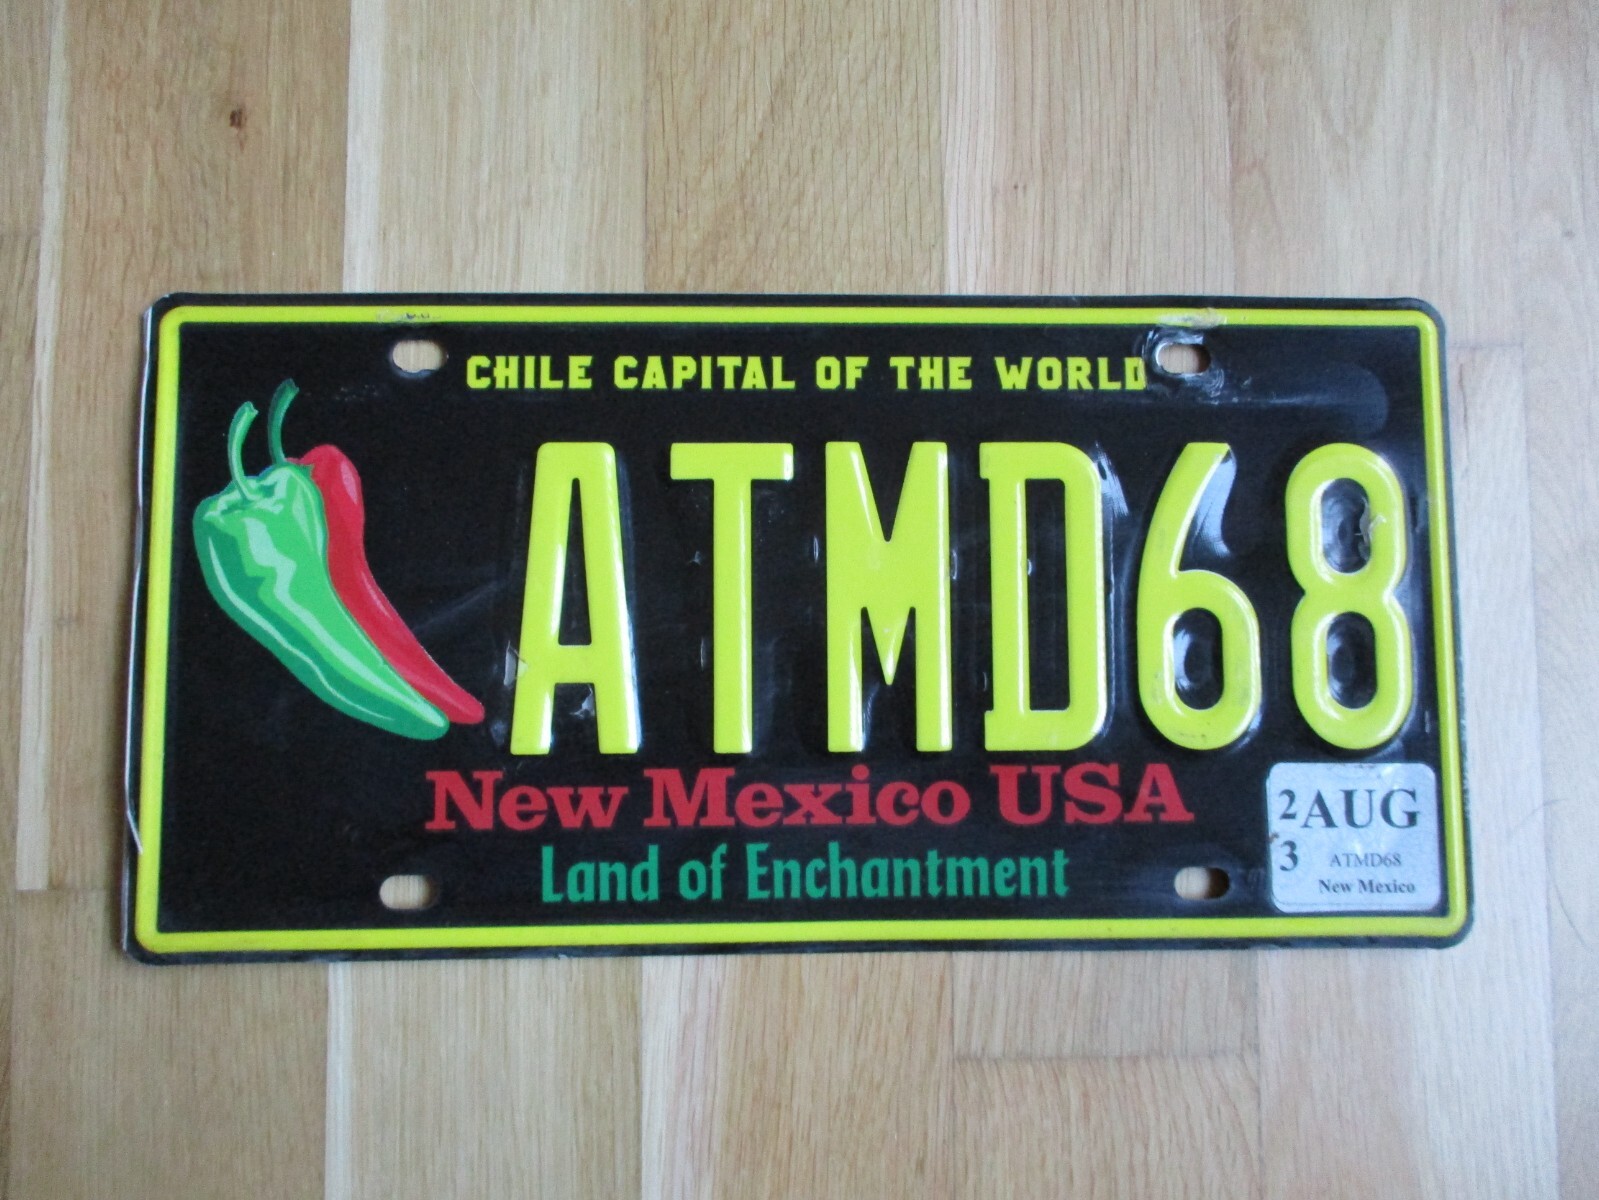 CHILE CAPITAL OF THE WORLD
ATMD68
New Mexico USA
Land of Enchantment
2 AUG
3 ATMD68
New Mexico